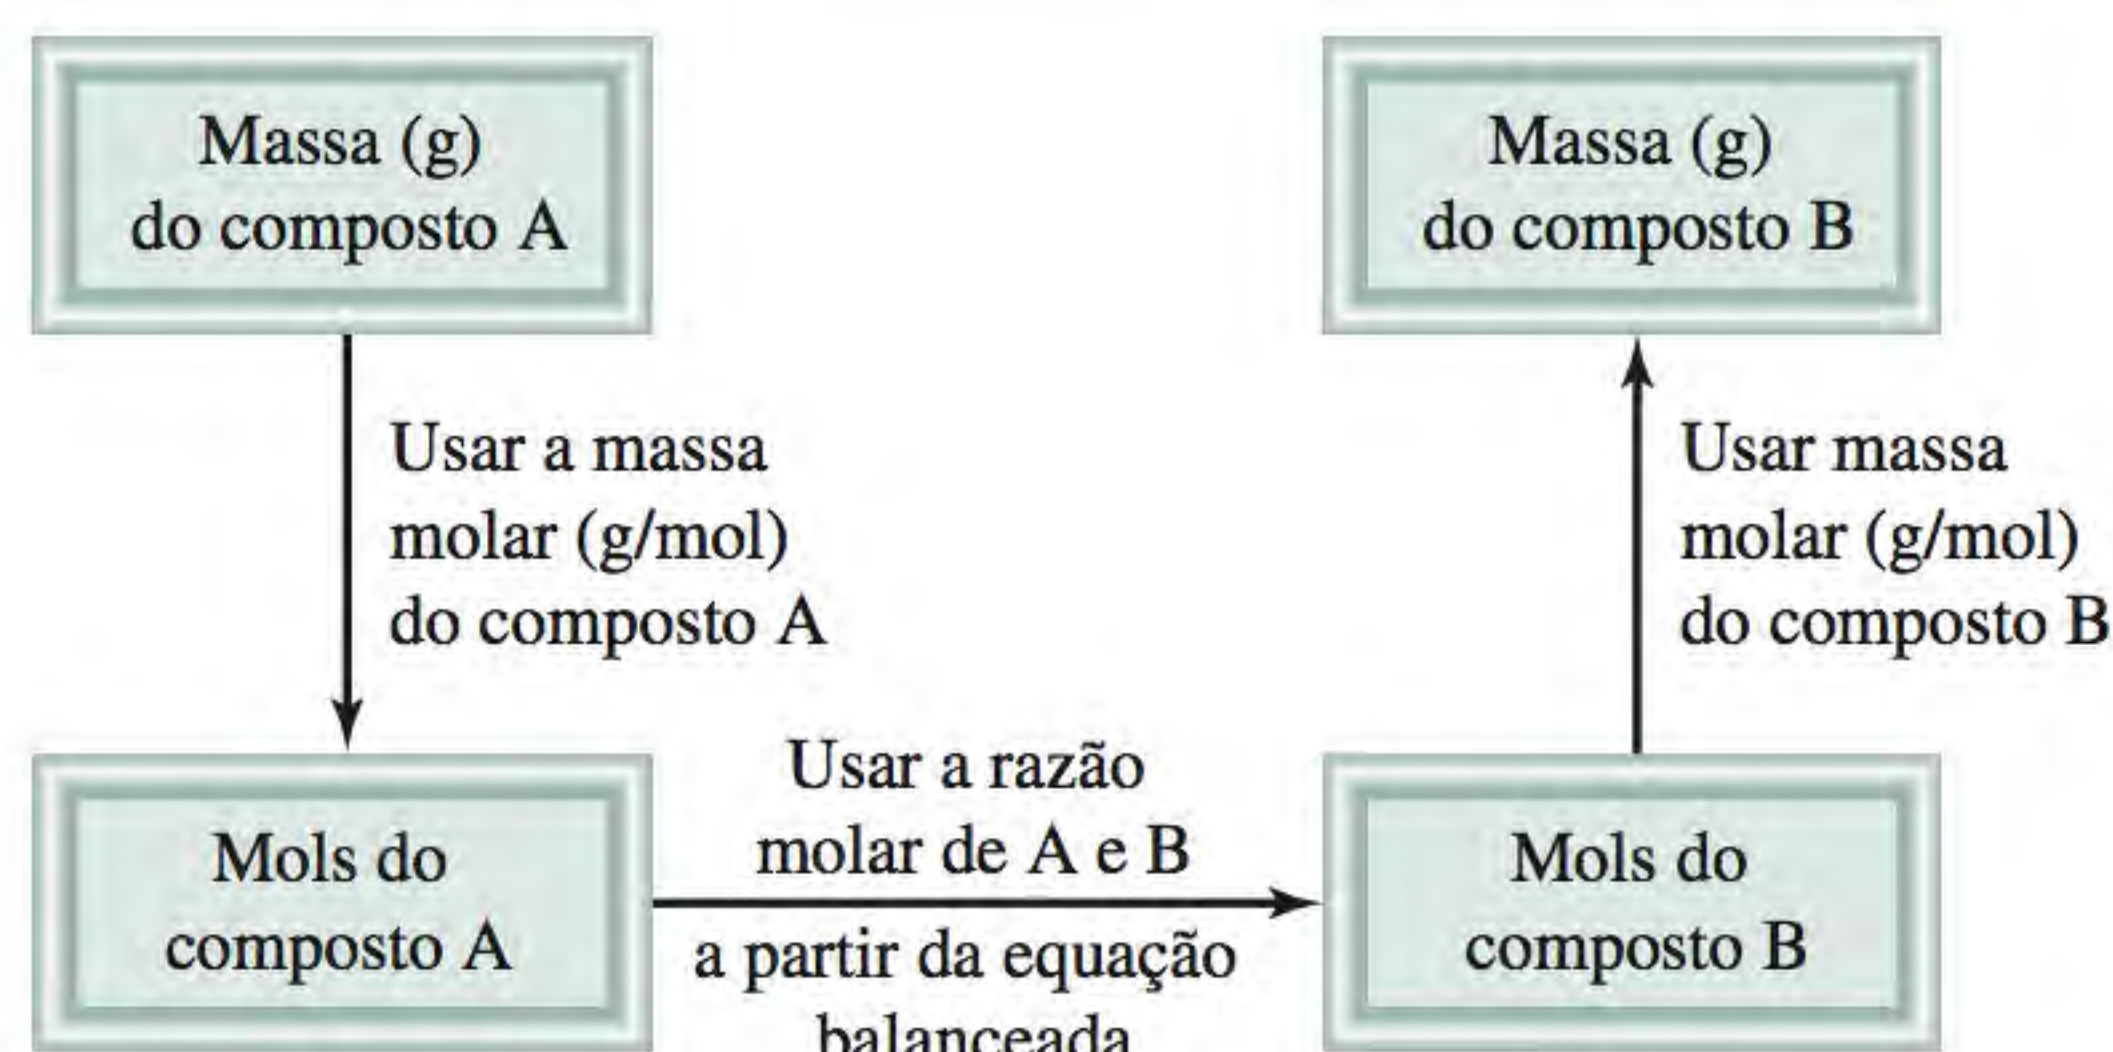 Massa (g)
do composto A
Massa (g)
do composto B
Usar a massa
molar (g/mol)
do composto A
Usar massa
molar (g/mol)
do composto B
Mols do
composto A
Usar a razão
molar de A e B
a partir da equação
balanceada
Mols do
composto B